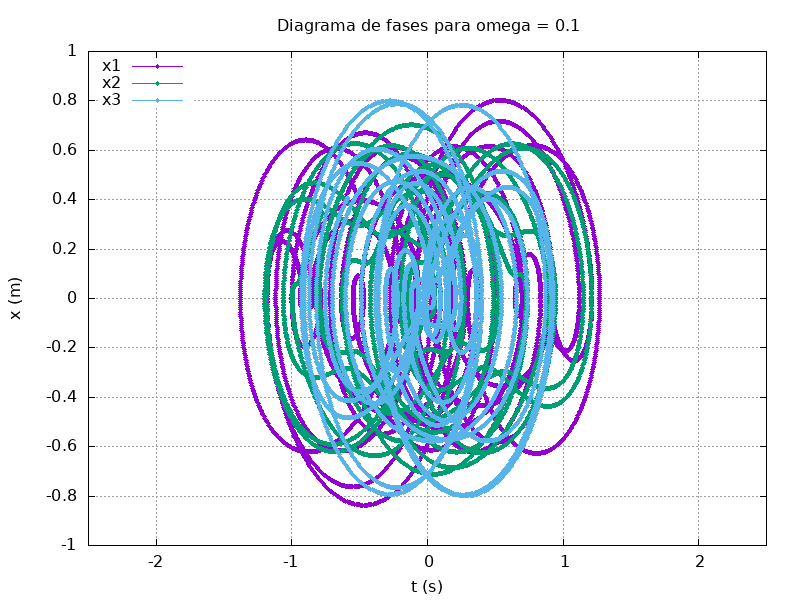 Diagrama de fases para omega = 0.1
x1
x2
x3
1
0.8
0.6
0.4
0.2
0
-0.2
-0.4
-0.6
-0.8
-1
x (m)
-2
-1
0
1
2
t (s)